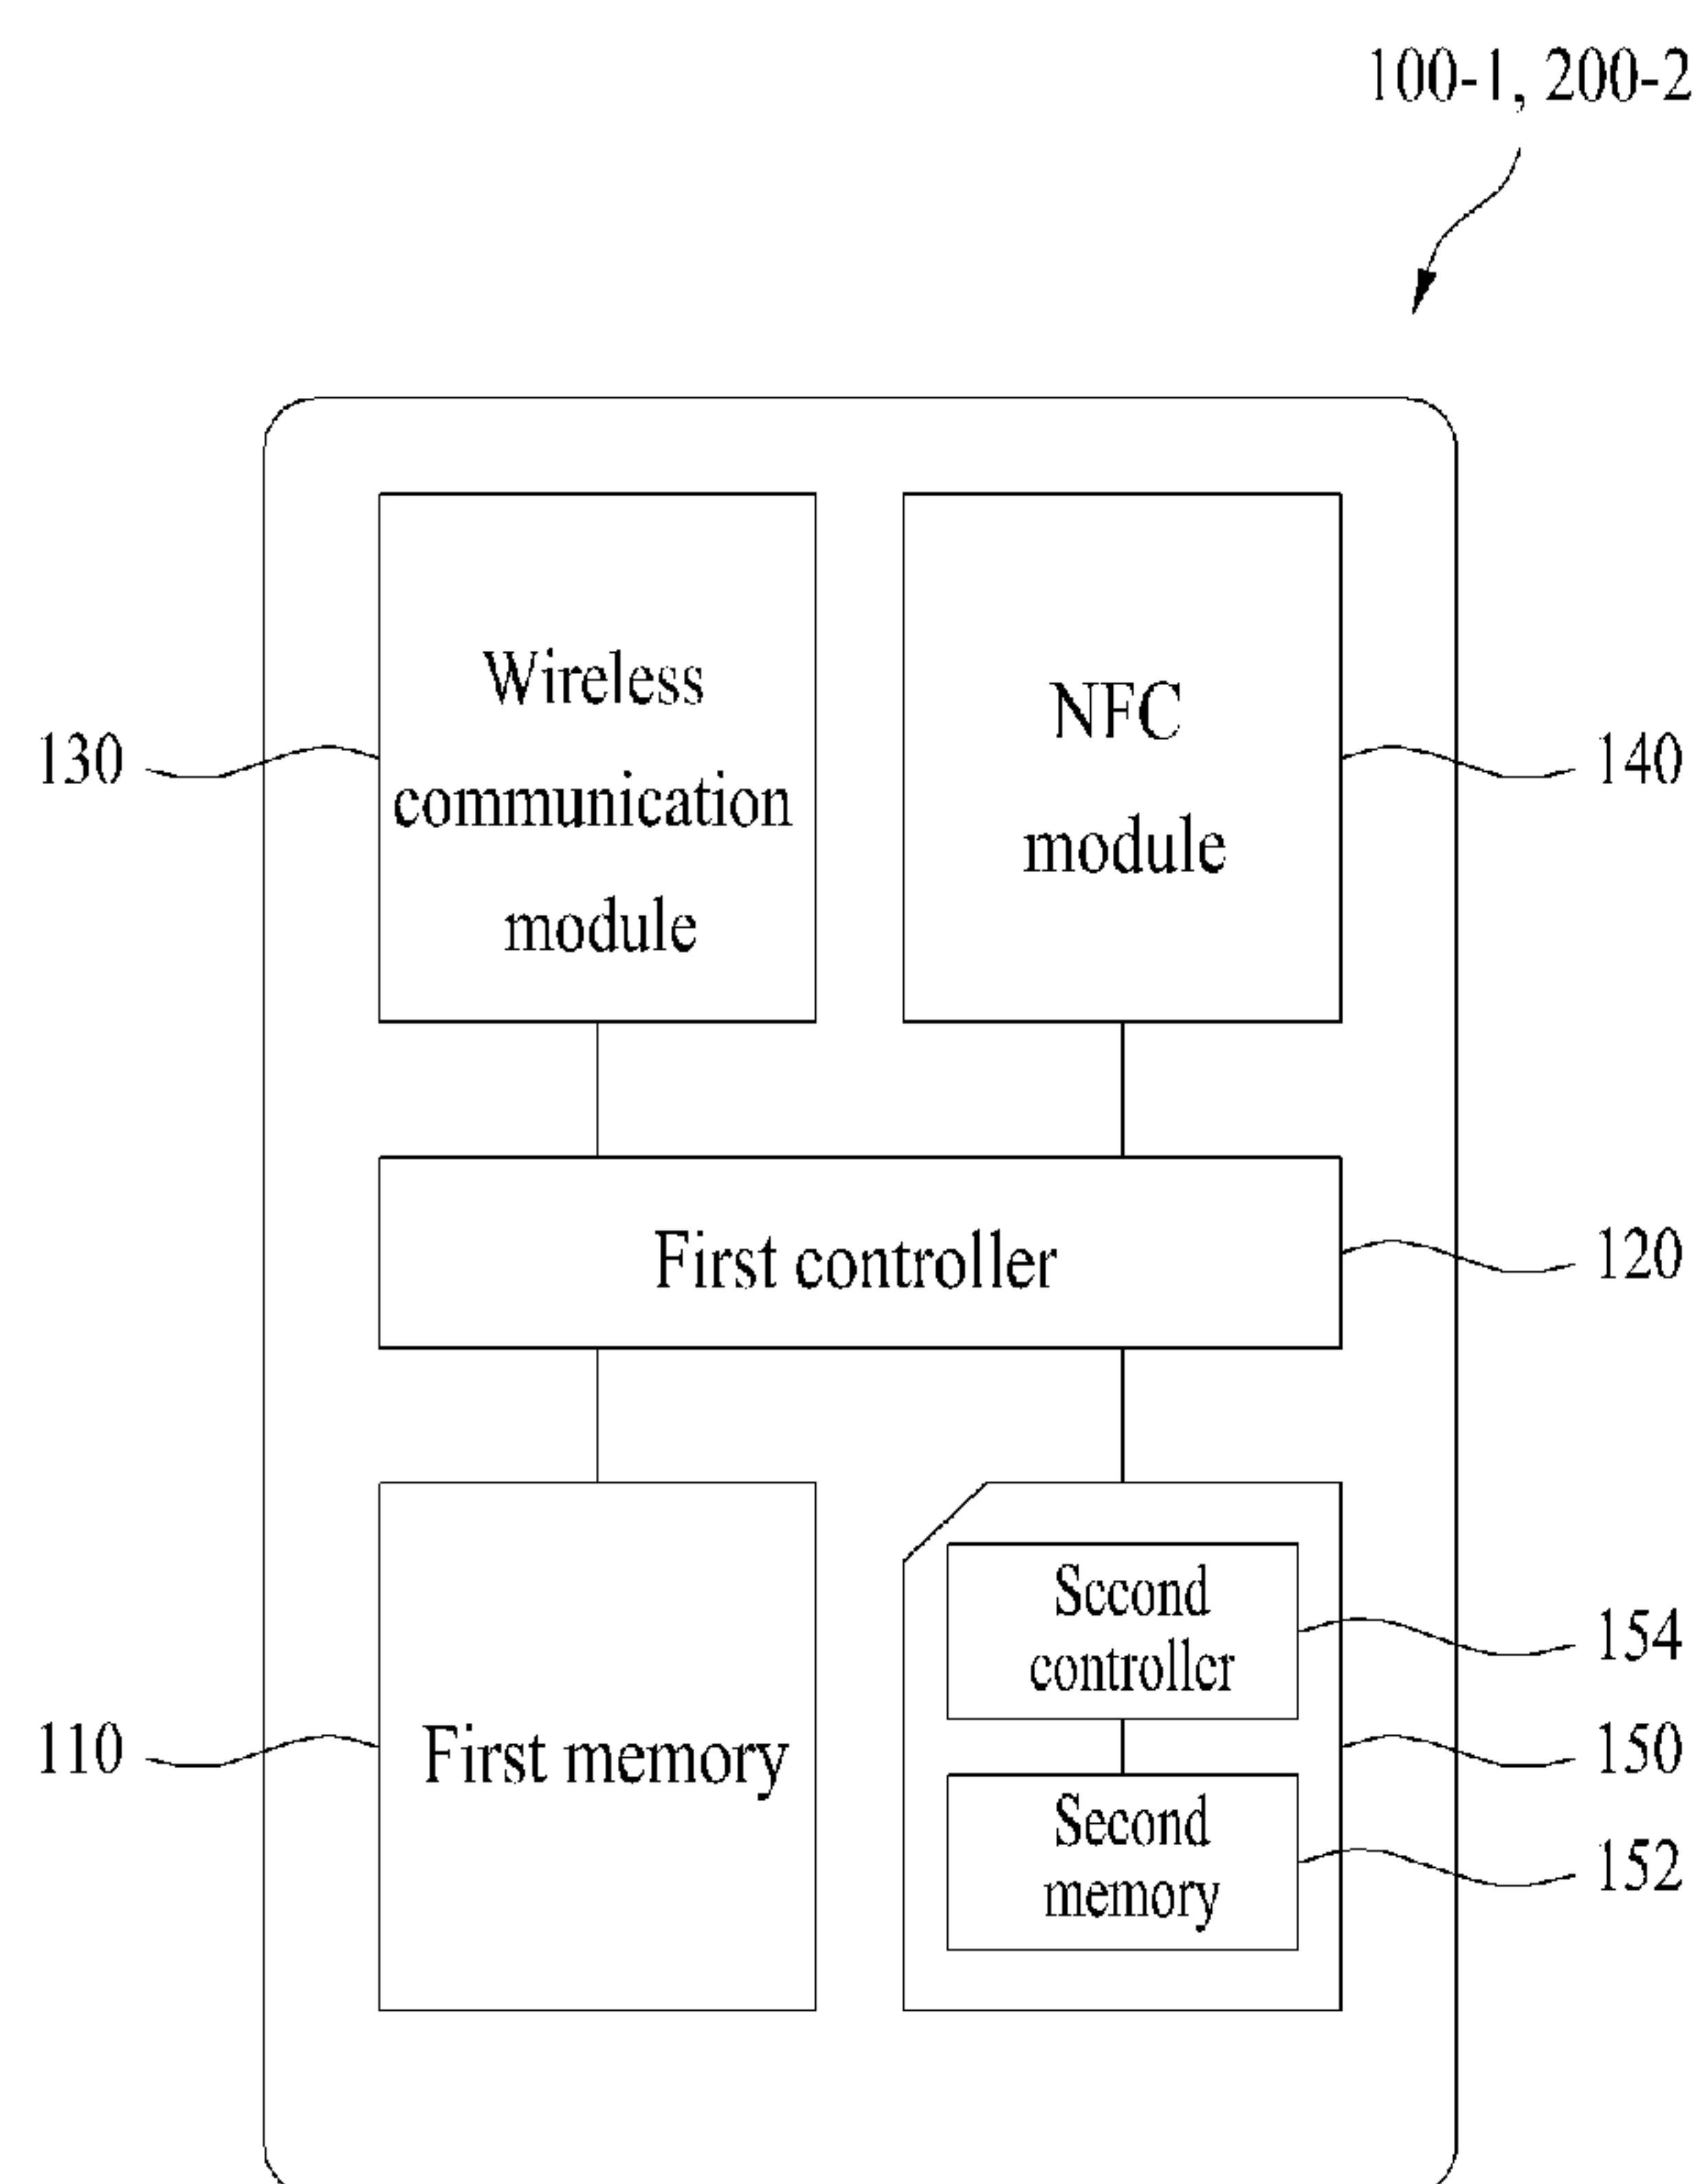 100-1, 200-2
Wireless
communication
module
130
NFC
module
140
First controller
120
Second
controller
154
First memory
110
150
Second
memory
152